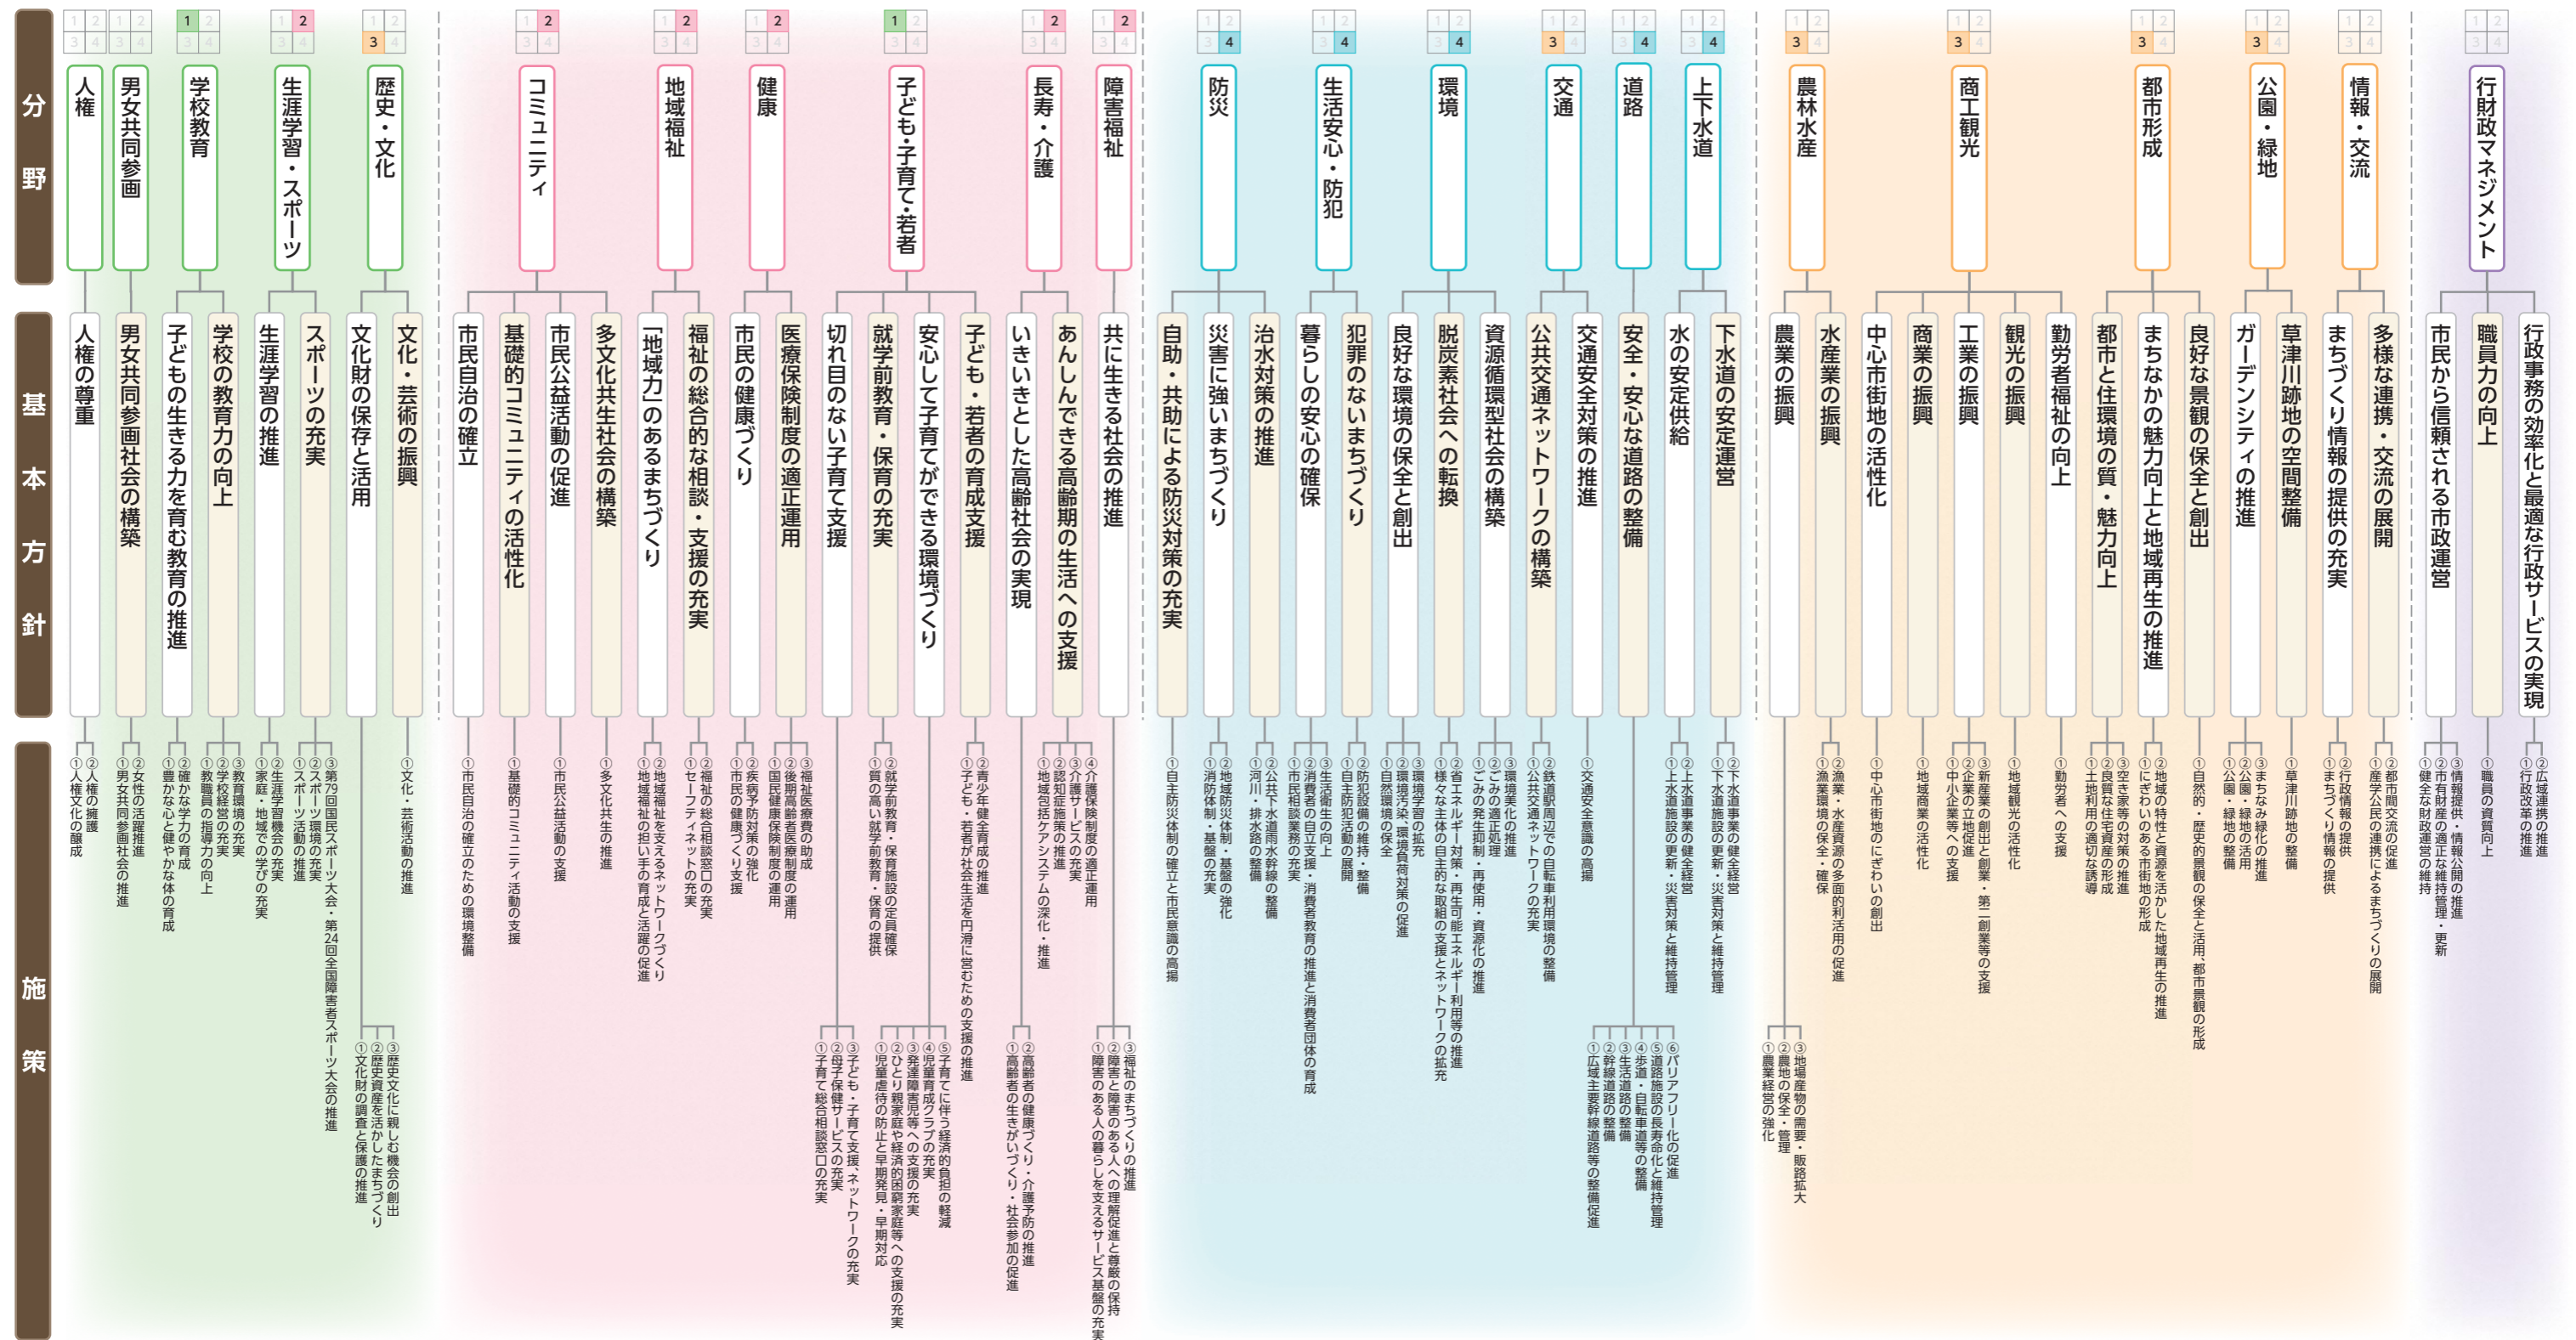 分野
人権
男女共同参画
学校教育
生涯学習・スポーツ
歴史・文化
コミュニティ
地域福祉
健康
子ども・子育て・若者
長寿・介護
障害福祉
防災
生活安心・防犯
環境
交通
道路
上下水道
農林水産
商工観光
都市形成
公園・緑地
情報・交流
行財政マネジメント
基本方針
人権の尊重
男女共同参画社会の構築
子どもの生きる力を育む教育の推進
学校の教育力の向上
生涯学習の推進
スポーツの充実
文化財の保存と活用
文化・芸術の振興
市民自治の確立
基礎的コミュニティの活性化
市民公益活動の促進
多文化共生社会の構築
「地域力」のあるまちづくり
福祉の総合的な相談・支援の充実
市民の健康づくり
医療保険制度の適正運用
切れ目のない子育て支援
就学前教育・保育の充実
安心して子育てができる環境づくり
子ども・若者の育成支援
いきいきとした高齢社会の実現
あんしんできる高齢期の生活への支援
共に生きる社会の推進
自助・共助による防災対策の充実
災害に強いまちづくり
治水対策の推進
暮らしの安心の確保
犯罪のないまちづくり
良好な環境の保全と創出
脱炭素社会への転換
資源循環型社会の構築
公共交通ネットワークの構築
交通安全対策の推進
安全・安心な道路の整備
水の安定供給
下水道の安定運営
農業の振興
水産業の振興
中心市街地の活性化
商業の振興
工業の振興
観光の振興
勤労者福祉の向上
都市と住環境の質・魅力向上
まちなかの魅力向上と地域再生の推進
良好な景観の保全と創出
ガーデンシティの推進
草津川跡地の空間整備
まちづくり情報の提供の充実
多様な連携・交流の展開
市民から信頼される市政運営
職員力の向上
行政事務の効率化と最適な行政サービスの実現
施策
①人権文化の醸成
②人権の擁護
①男女共同参画社会の推進
②女性の活躍推進
①豊かな心と健やかな体の育成
②確かな学力の育成
①教職員の指導力の向上
②学校経営の充実
③教育環境の充実
①家庭・地域での学びの充実
②生涯学習機会の充実
①スポーツ活動の推進
②スポーツ環境の充実
③第79回国民スポーツ大会・第24回全国障害者スポーツ大会の推進
①文化財の調査と保護の推進
②歴史資産を活かしたまちづくり
③歴史文化に親しむ機会の創出
①文化・芸術活動の推進
①市民自治の確立のための環境整備
①基礎的コミュニティ活動の支援
①市民公益活動の支援
①多文化共生の推進
①地域福祉の担い手の育成と活躍の促進
②地域福祉を支えるネットワークづくり
①セーフティネットの充実
②福祉の総合相談窓口の充実
①市民の健康づくり支援
②疾病予防対策の強化
①国民健康保険制度の運用
②後期高齢者医療制度の運用
③福祉医療費の助成
①子育て総合相談窓口の充実
②母子保健サービスの充実
③子ども・子育て支援、ネットワークの充実
①質の高い就学前教育・保育の提供
②就学前教育・保育施設の定員確保
①児童虐待の防止と早期発見・早期対応
②ひとり親家庭や経済的困窮家庭等への支援の充実
③発達障害児等への支援の充実
④児童育成クラブの充実
⑤子育てに伴う経済的負担の軽減
①子ども・若者が社会生活を円滑に営むための支援の推進
②青少年健全育成の推進
①高齢者の生きがいづくり・社会参加の促進
②高齢者の健康づくり・介護予防の推進
①地域包括ケアシステムの深化・推進
②認知症施策の推進
③介護サービスの充実
④介護保険制度の適正運用
①障害のある人の暮らしを支えるサービス基盤の充実
②障害と障害のある人への理解促進と尊厳の保持
③福祉のまちづくりの推進
①自主防災体制の確立と市民意識の高揚
①消防体制・基盤の充実
②地域防災体制・基盤の強化
①河川・排水路の整備
②公共下水道雨水幹線の整備
①市民相談業務の充実
②消費者の自立支援・消費者教育の推進と消費者団体の育成
③生活衛生の向上
①自主防犯活動の展開
②防犯設備の維持・整備
①自然環境の保全
②環境汚染、環境負荷対策の促進
③環境学習の拡充
①様々な主体の自主的な取組の支援とネットワークの拡充
②省エネルギー対策・再生可能エネルギー利用等の推進
①ごみの発生抑制・再使用・資源化の推進
②ごみの適正処理
③環境美化の推進
①公共交通ネットワークの充実
②鉄道駅周辺での自転車利用環境の整備
①交通安全意識の高揚
①広域主要幹線道路等の整備促進
②幹線道路の整備
③生活道路の整備
④歩道・自転車道等の整備
⑤道路施設の長寿命化と維持管理
⑥バリアフリー化の促進
①上水道施設の更新・災害対策と維持管理
②上水道事業の健全経営
①下水道施設の更新・災害対策と維持管理
②下水道事業の健全経営
①農業経営の強化
②農地の保全・管理
③地場産物の需要・販路拡大
①漁業環境の保全・確保
②漁業・水産資源の多面的利活用の促進
①中心市街地のにぎわいの創出
①地域商業の活性化
①中小企業等への支援
②企業の立地促進
③新産業の創出と創業・第二創業等の支援
①地域観光の活性化
①勤労者への支援
①土地利用の適切な誘導
②良質な住宅資産の形成
③空き家等の対策の推進
①にぎわいのある市街地の形成
②地域の特性と資源を活かした地域再生の推進
①自然的・歴史的景観の保全と活用、都市景観の形成
①公園・緑地の整備
②公園・緑地の活用
③まちなみ緑化の推進
①草津川跡地の整備
①まちづくり情報の提供
②行政情報の提供
①産学公民の連携によるまちづくりの展開
②都市間交流の促進
①健全な財政運営の維持
②市有財産の適正な維持管理・更新
③情報提供・情報公開の推進
①職員の資質向上
①行政改革の推進
②広域連携の推進